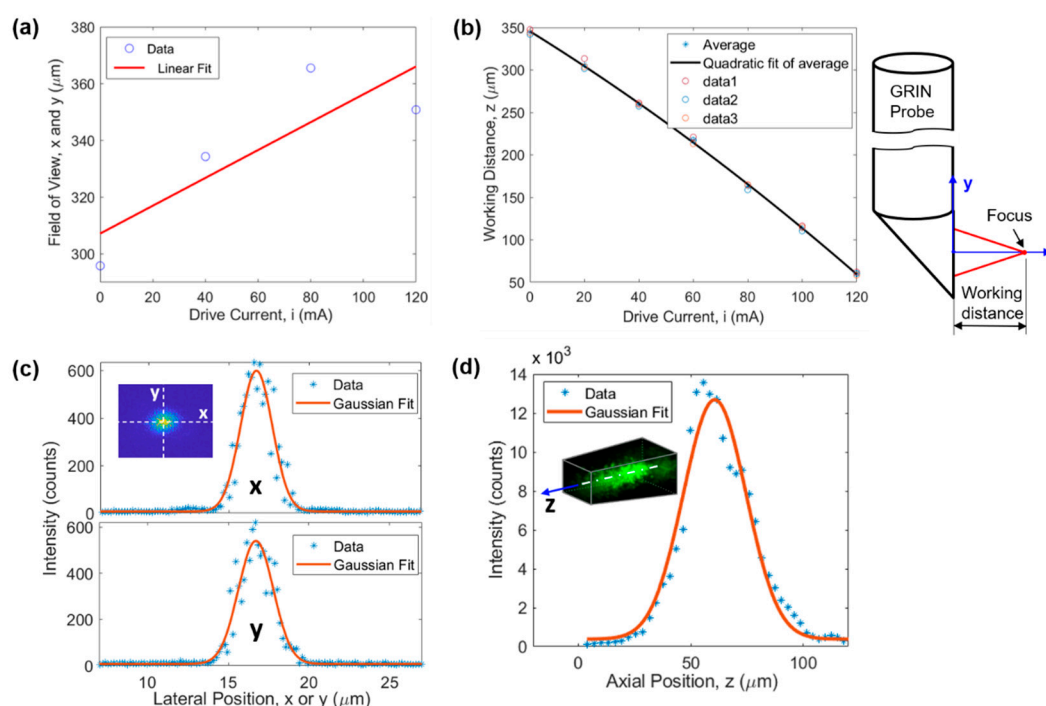 (a)
380
360
340
320
300
0
20
40
60
80
100
120
Field of View, x and y (μm)
Drive Current, i (mA)
Data
Linear Fit
(b)
350
300
250
200
150
100
50
0
20
40
60
80
100
120
Working Distance, z (μm)
Drive Current, i (mA)
Average
Quadratic fit of average
data1
data2
data3
GRIN
Probe
y
Focus
Working
distance
(c)
600
400
200
0
y
x
Data
Gaussian Fit
x
600
400
200
0
Data
Gaussian Fit
y
10
15
20
25
Intensity (counts)
Lateral Position, x or y (μm)
(d)
× 10³
14
12
10
8
6
4
2
0
0
50
100
Intensity (counts)
Axial Position, z (μm)
Data
Gaussian Fit
z